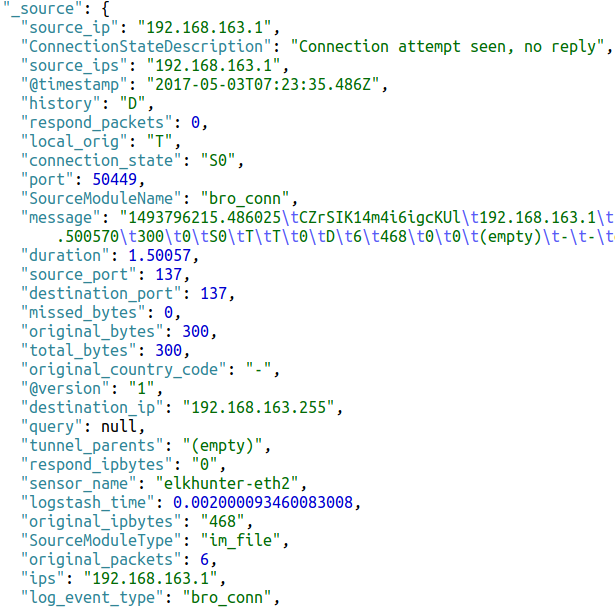 "_source": {
"source_ip": "192.168.163.1",
"ConnectionStateDescription": "Connection attempt seen, no reply",
"source_ips": "192.168.163.1",
"@timestamp": "2017-05-03T07:23:35.486Z",
"history": "D",
"respond_packets": 0,
"local_orig": "T",
"connection_state": "S0",
"port": 50449,
"SourceModuleName": "bro_conn",
"message": "1493796215.486025\tCZrSIK14m4i6igcKUl\t192.168.163.1\t
.500570\t300\t0\tS0\tT\tT\t0\tD\t6\t468\t0\t0\t(empty)\t-\t-\t
"duration": 1.50057,
"source_port": 137,
"destination_port": 137,
"missed_bytes": 0,
"original_bytes": 300,
"total_bytes": 300,
"original_country_code": "-",
"@version": "1",
"destination_ip": "192.168.163.255",
"query": null,
"tunnel_parents": "(empty)",
"respond_ipbytes": "0",
"sensor_name": "elkhunter-eth2",
"logstash_time": 0.002000093460083008,
"original_ipbytes": "468",
"SourceModuleType": "im_file",
"original_packets": 6,
"ips": "192.168.163.1",
"log_event_type": "bro_conn",